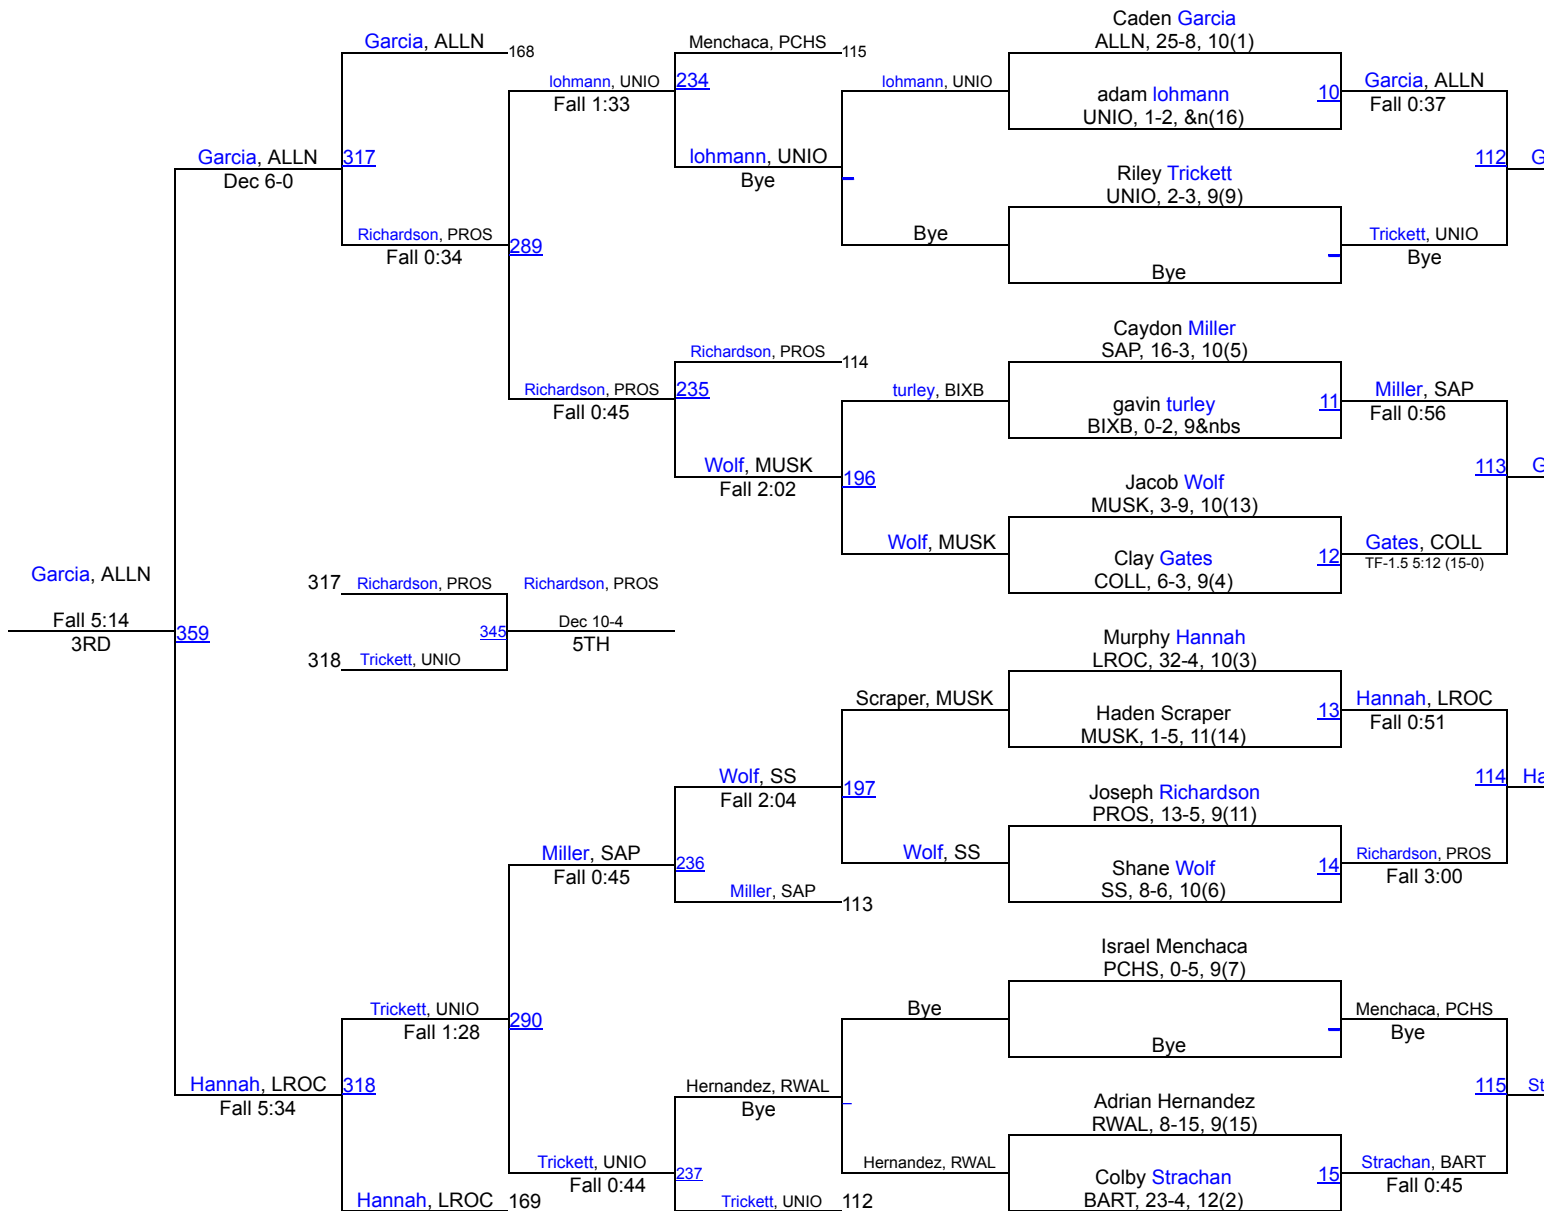 Caden Garcia
Garcia, ALLN
168
Menchaca, PCHS
115
ALLN, 25-8, 10(1)
lohmann, UNIO
234
lohmann, UNIO
adam lohmann
10
Garcia, ALLN
Fall 1:33
UNIO, 1-2, &n(16)
Fall 0:37
Garcia, ALLN
317
lohmann, UNIO
112
G
Dec 6-0
Bye
Riley Trickett
UNIO, 2-3, 9(9)
Richardson, PROS
289
Bye
Trickett, UNIO
Fall 0:34
Bye
Bye
Caydon Miller
Richardson, PROS
114
SAP, 16-3, 10(5)
Richardson, PROS
235
turley, BIXB
gavin turley
11
Miller, SAP
Fall 0:45
BIXB, 0-2, 9&nbs
Fall 0:56
Wolf, MUSK
196
113
G
Fall 2:02
Jacob Wolf
MUSK, 3-9, 10(13)
Wolf, MUSK
Clay Gates
12
Gates, COLL
COLL, 6-3, 9(4)
TF-1.5 5:12 (15-0)
Garcia, ALLN
317
Richardson, PROS
Richardson, PROS
Fall 5:14
359
345
Dec 10-4
3RD
5TH
318
Trickett, UNIO
Murphy Hannah
LROC, 32-4, 10(3)
Scraper, MUSK
Haden Scraper
13
Hannah, LROC
MUSK, 1-5, 11(14)
Fall 0:51
Wolf, SS
197
114
Ha
Fall 2:04
Joseph Richardson
PROS, 13-5, 9(11)
Miller, SAP
236
Wolf, SS
Shane Wolf
14
Richardson, PROS
Fall 0:45
SS, 8-6, 10(6)
Fall 3:00
Miller, SAP
113
Israel Menchaca
PCHS, 0-5, 9(7)
Trickett, UNIO
290
Bye
Menchaca, PCHS
Fall 1:28
Bye
Bye
Hannah, LROC
318
Hernandez, RWAL
115
St
Fall 5:34
Bye
Adrian Hernandez
RWAL, 8-15, 9(15)
Trickett, UNIO
237
Hernandez, RWAL
Colby Strachan
15
Strachan, BART
Fall 0:44
BART, 23-4, 12(2)
Fall 0:45
Hannah, LROC
169
Trickett, UNIO
112